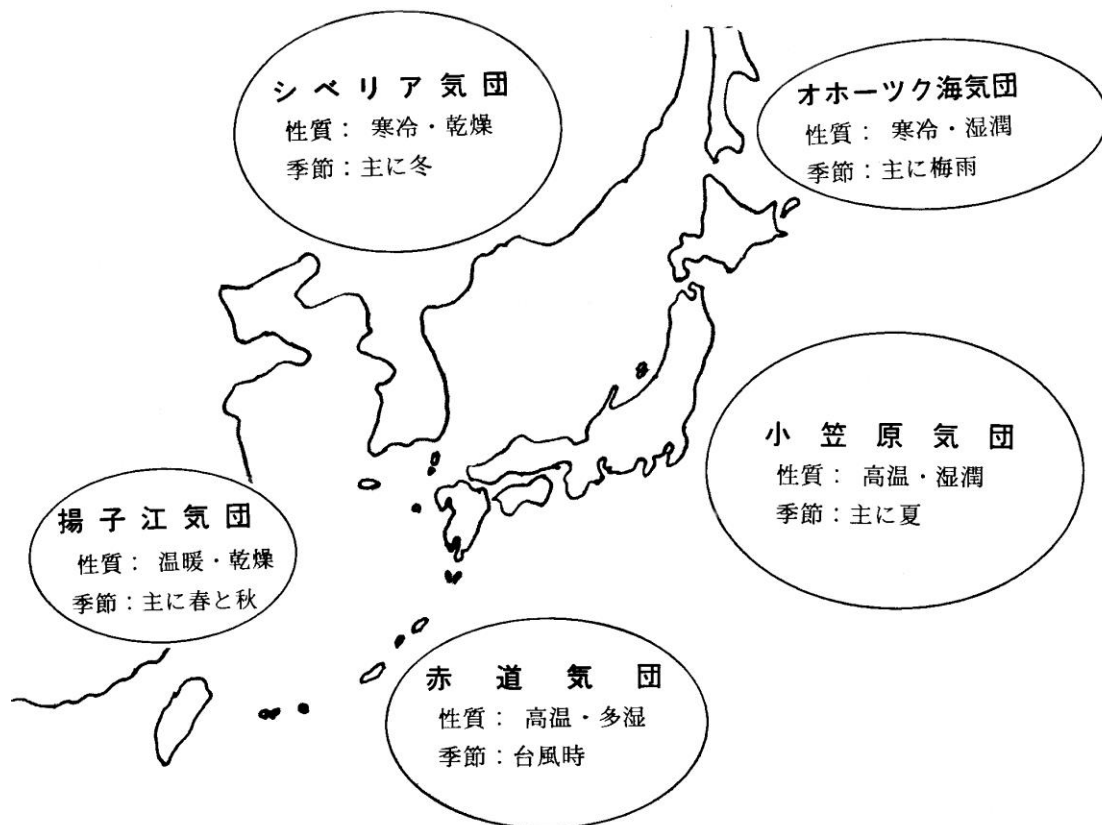 シベリア気団
性質： 寒冷・乾燥
季節：主に冬
オホーツク海気団
性質： 寒冷・湿潤
季節：主に梅雨
小笠原気団
性質： 高温・湿潤
季節：主に夏
揚子江気団
性質： 温暖・乾燥
季節：主に春と秋
赤道気団
性質： 高温・多湿
季節：台風時